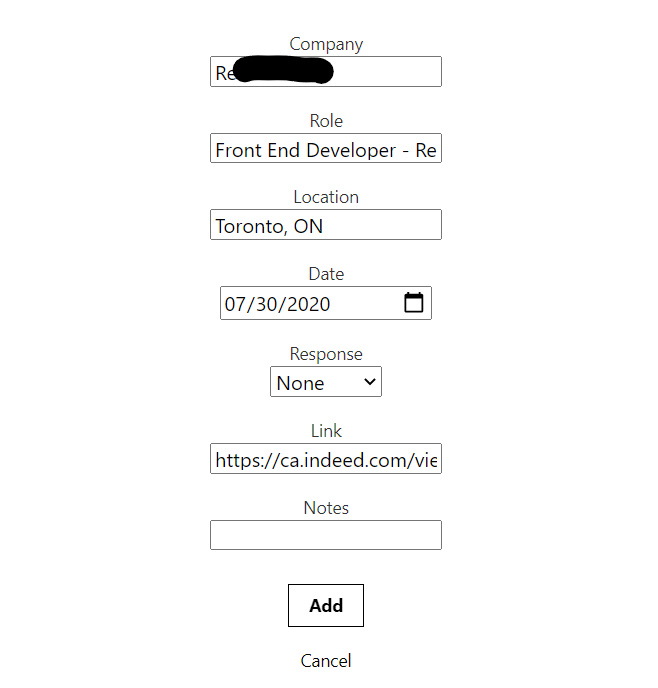 Company
Re
Role
Front End Developer - Re
Location
Toronto, ON
Date
07/30/2020
Response
None
Link
https://ca.indeed.com/vie
Notes
Add
Cancel